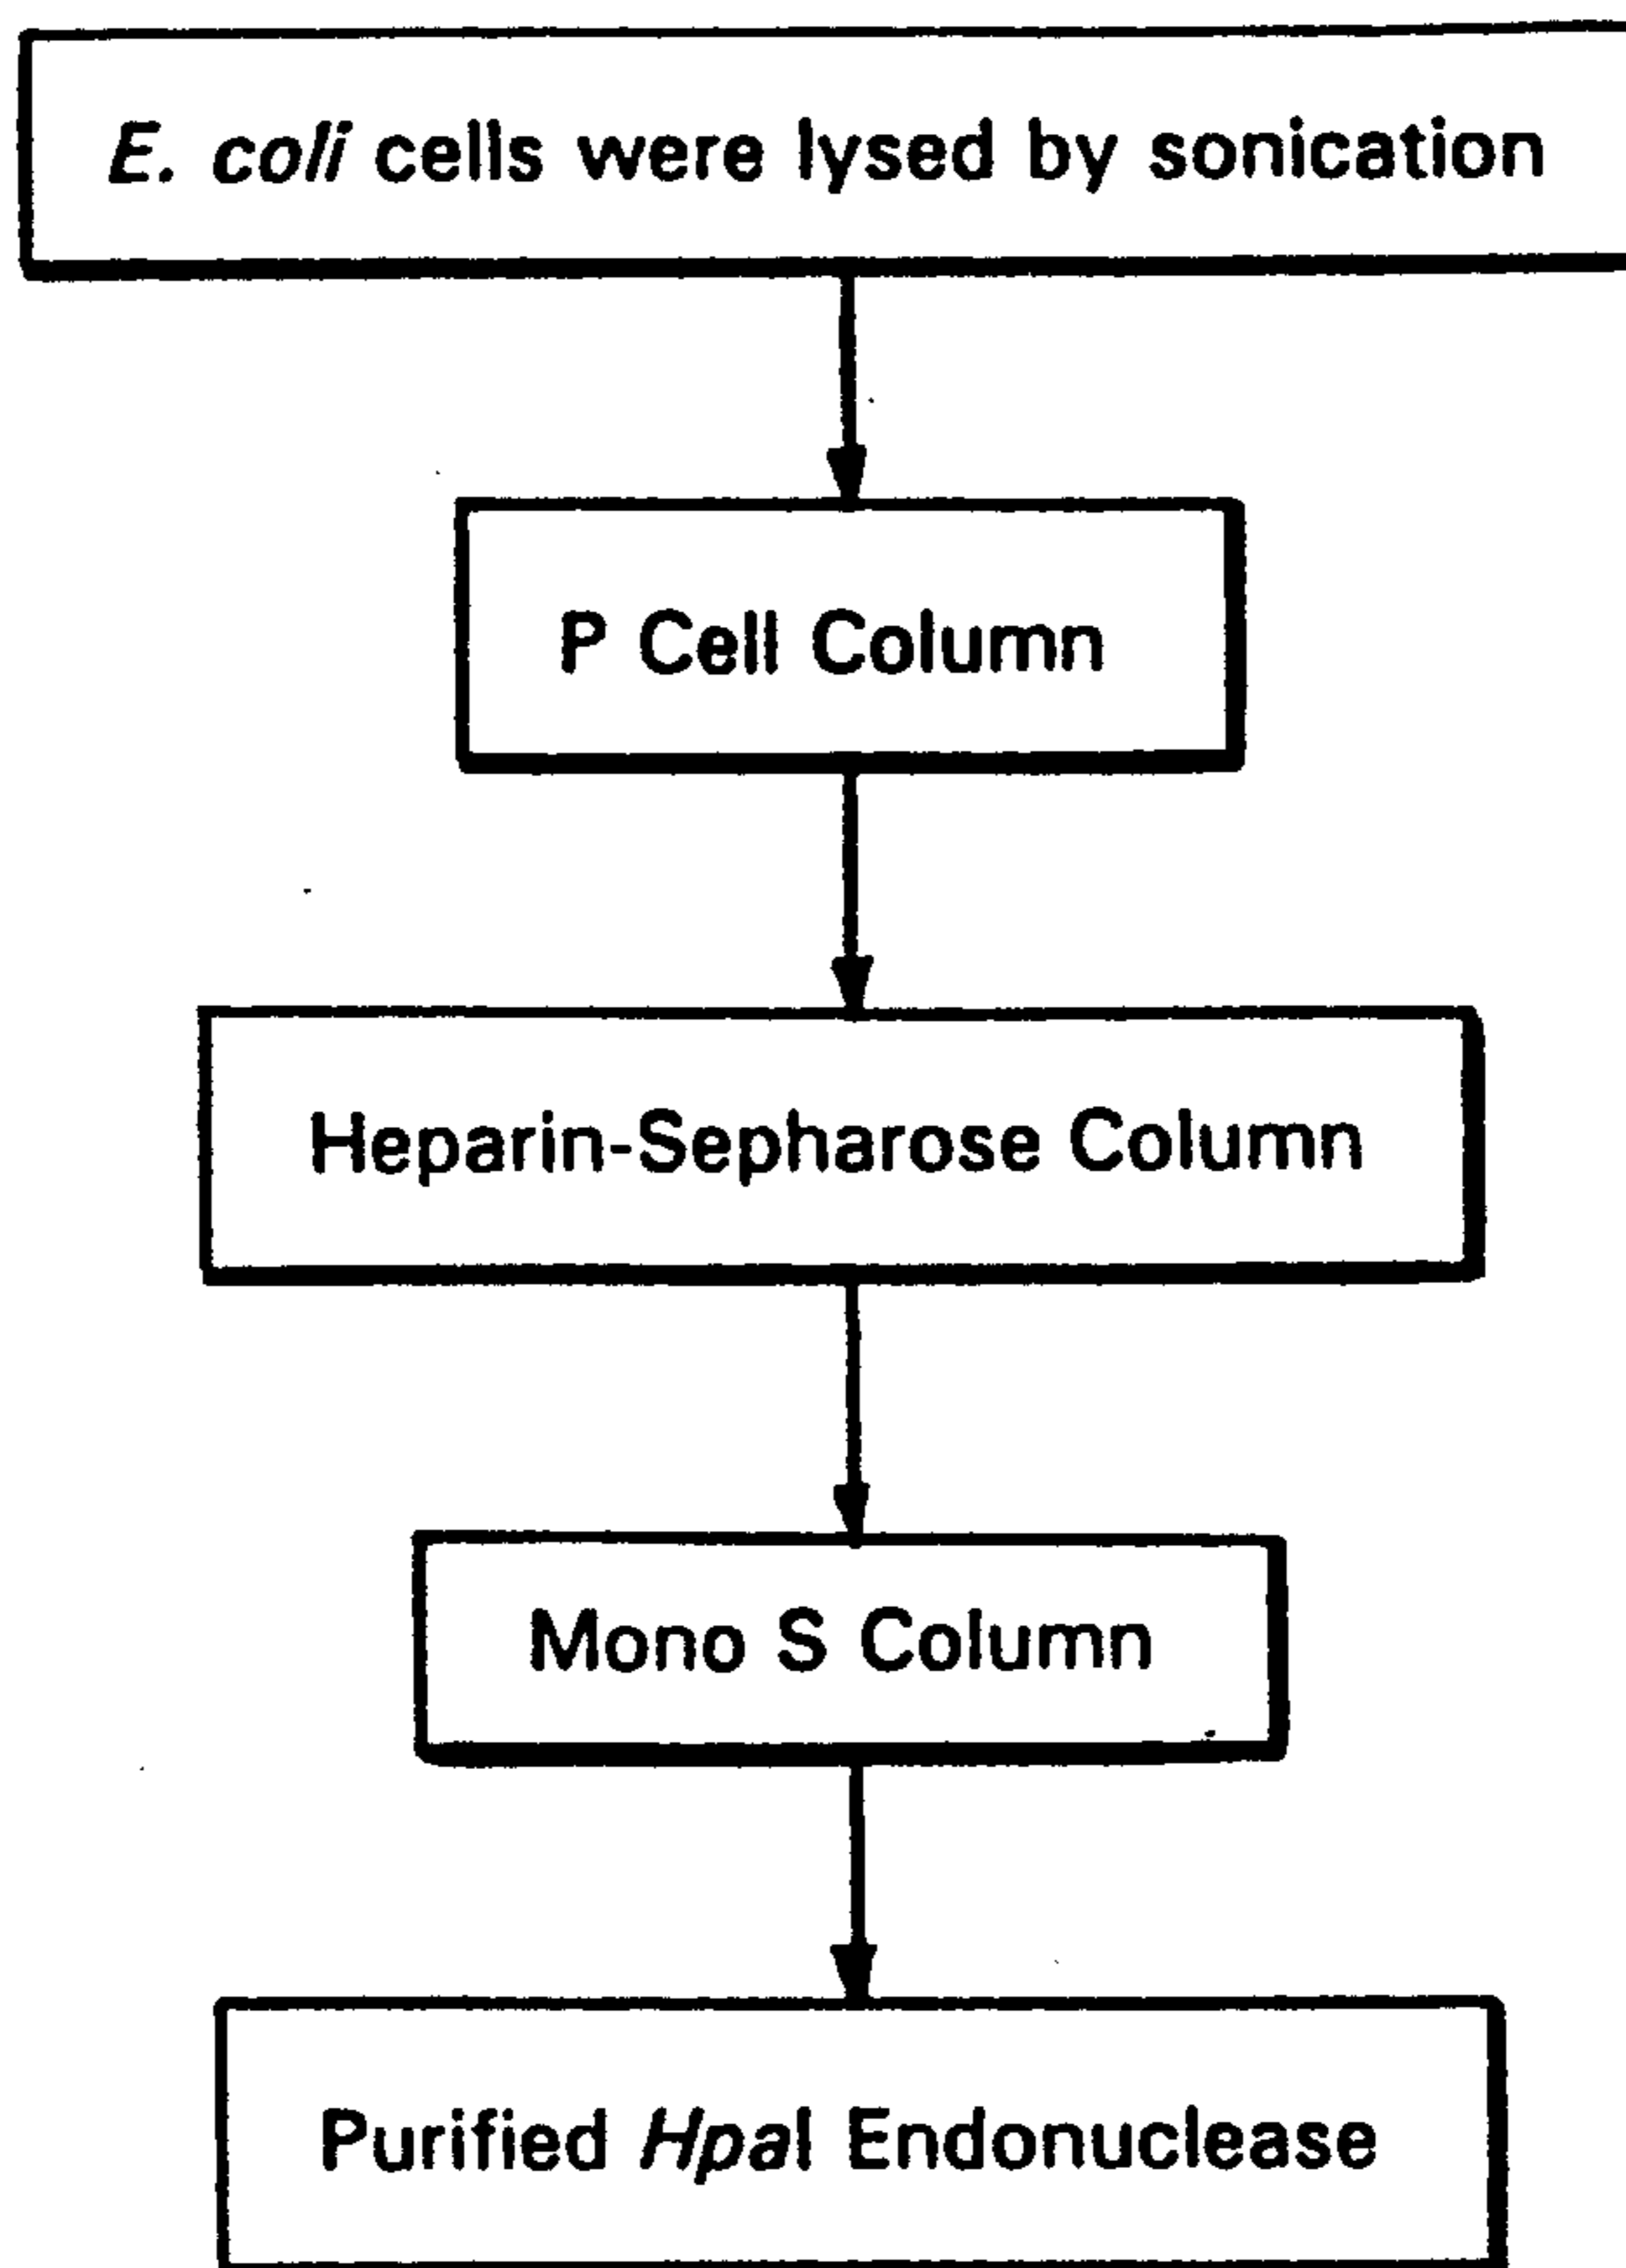 E. coli cells were lysed by sonication
P Cell Column
Heparin-Sepharose Column
Mono S Column
Purified HpaI Endonuclease